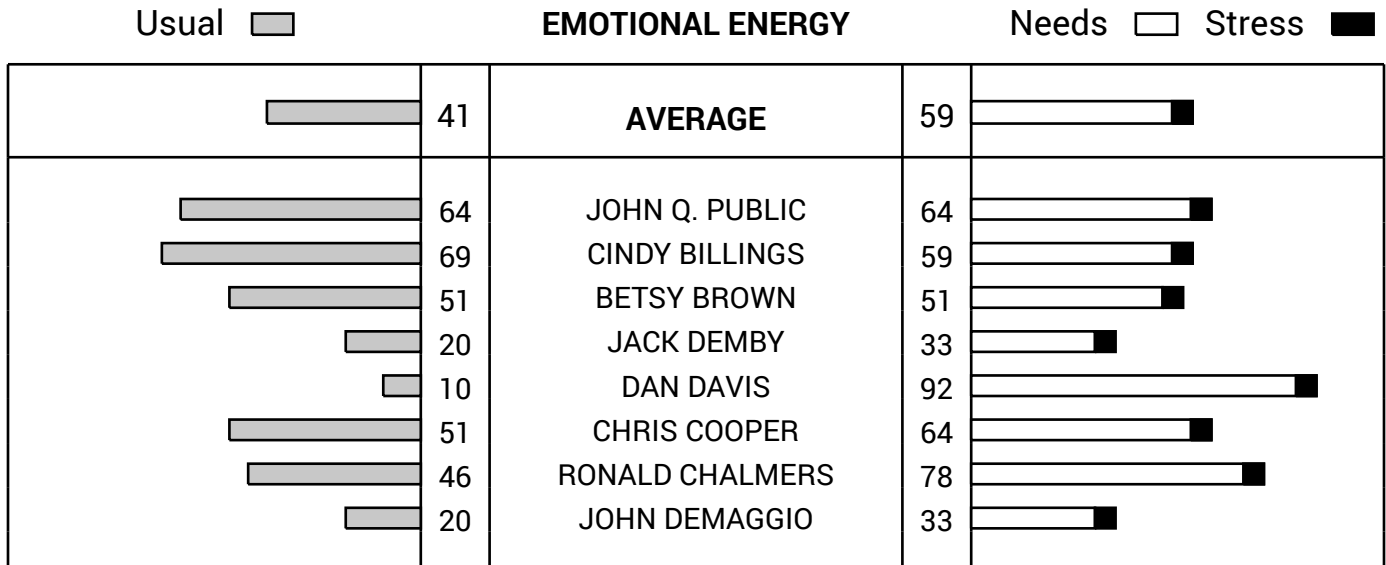 Usual EMOTIONAL ENERGY Needs Stress
41 AVERAGE 59
64 JOHN Q. PUBLIC 64
69 CINDY BILLINGS 59
51 BETSY BROWN 51
20 JACK DEMBY 33
10 DAN DAVIS 92
51 CHRIS COOPER 64
46 RONALD CHALMERS 78
20 JOHN DEMAGGIO 33